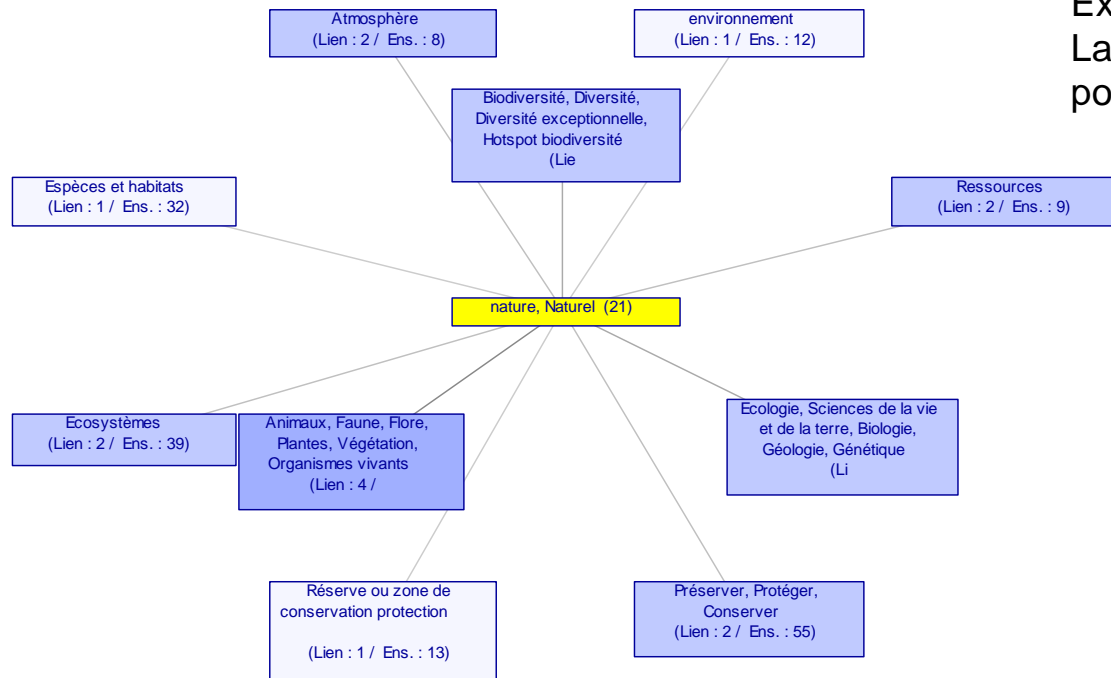 Ex
La
po
Atmosphère
(Lien : 2 / Ens. : 8)
environnement
(Lien : 1 / Ens. : 12)
Biodiversité, Diversité,
Diversité exceptionnelle,
Hotspot biodiversité
(Lie
Espèces et habitats
(Lien : 1 / Ens. : 32)
Ressources
(Lien : 2 / Ens. : 9)
nature, Naturel (21)
Ecosystèmes
(Lien : 2 / Ens. : 39)
Animaux, Faune, Flore,
Plantes, Végétation,
Organismes vivants
(Lien : 4 /
Ecologie, Sciences de la vie
et de la terre, Biologie,
Géologie, Génétique
(Li
Réserve ou zone de
conservation protection
(Lien : 1 / Ens. : 13)
Préserver, Protéger,
Conserver
(Lien : 2 / Ens. : 55)